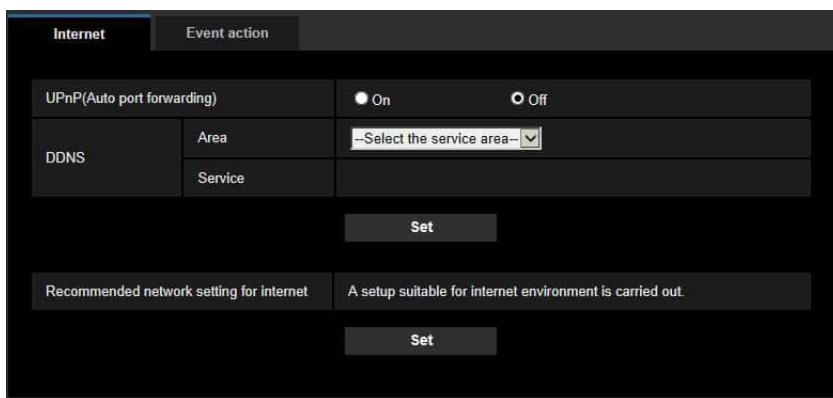 Internet Event action
UPnP(Auto port forwarding) On Off
DDNS Area --Select the service area--
Service
Set
Recommended network setting for internet A setup suitable for internet environment is carried out.
Set